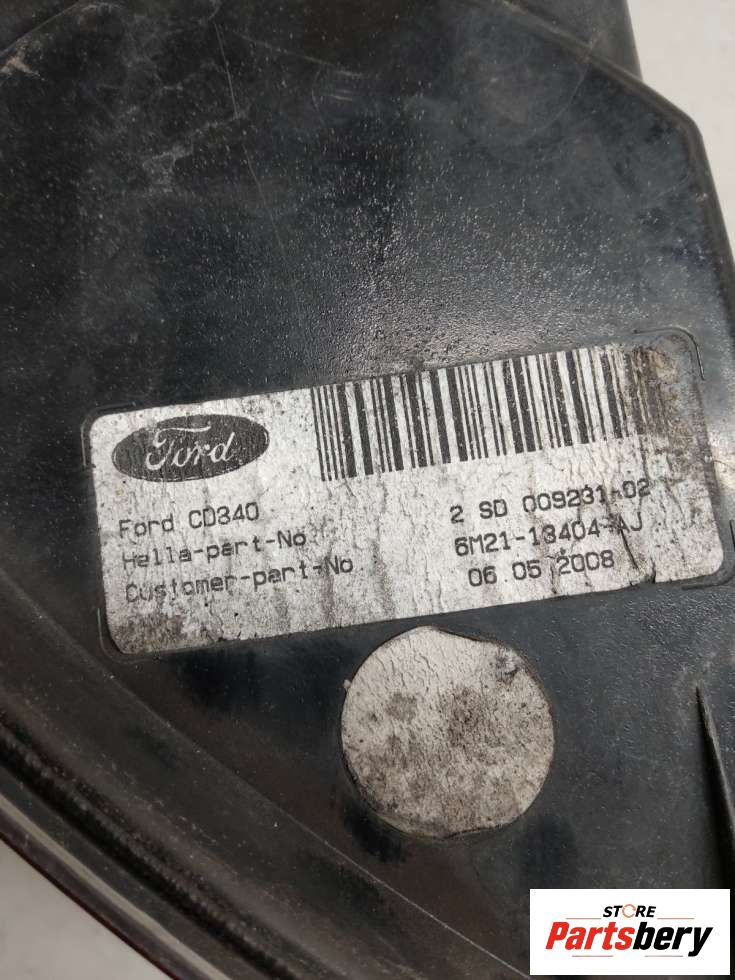 Ford
Ford CD340 2 SD 009231-02
Hella-part-No 6M21-13404-AJ
Customer-part-No 06 05 2008
STORE
Partsbery